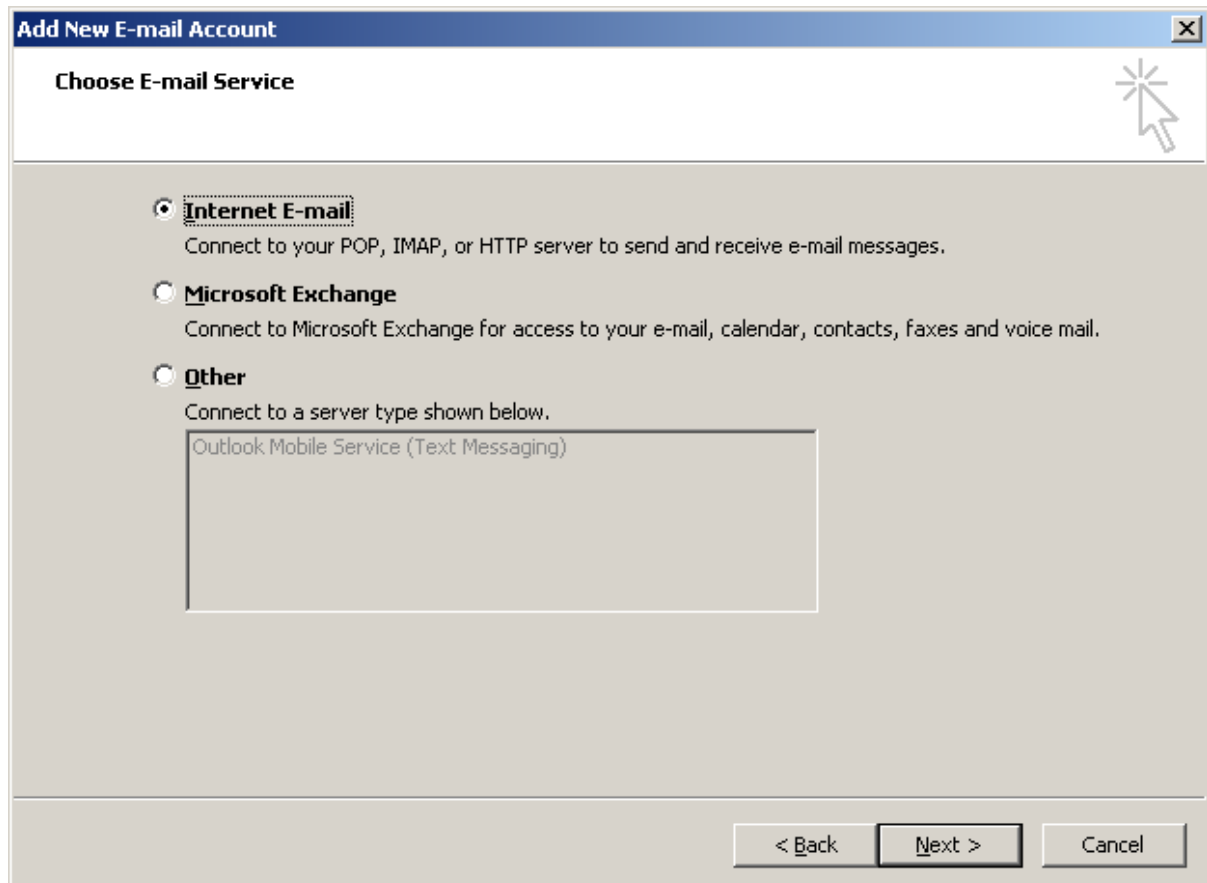 Add New E-mail Account
Choose E-mail Service
Internet E-mail
Connect to your POP, IMAP, or HTTP server to send and receive e-mail messages.
Microsoft Exchange
Connect to Microsoft Exchange for access to your e-mail, calendar, contacts, faxes and voice mail.
Other
Connect to a server type shown below.
Outlook Mobile Service (Text Messaging)
< Back Next > Cancel